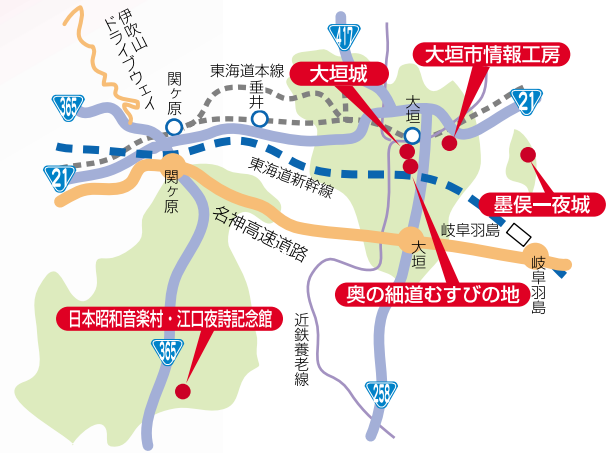 伊吹山
ドライブウェイ
417
大垣市情報工房
大垣城
東海道本線
関ヶ原
垂井
大垣
21
365
21
東海道新幹線
関ヶ原
墨俣一夜城
名神高速道路
岐阜羽島
大垣
岐阜羽島
奥の細道むすびの地
日本昭和音楽村・江口夜詩記念館
近鉄養老線
365
258